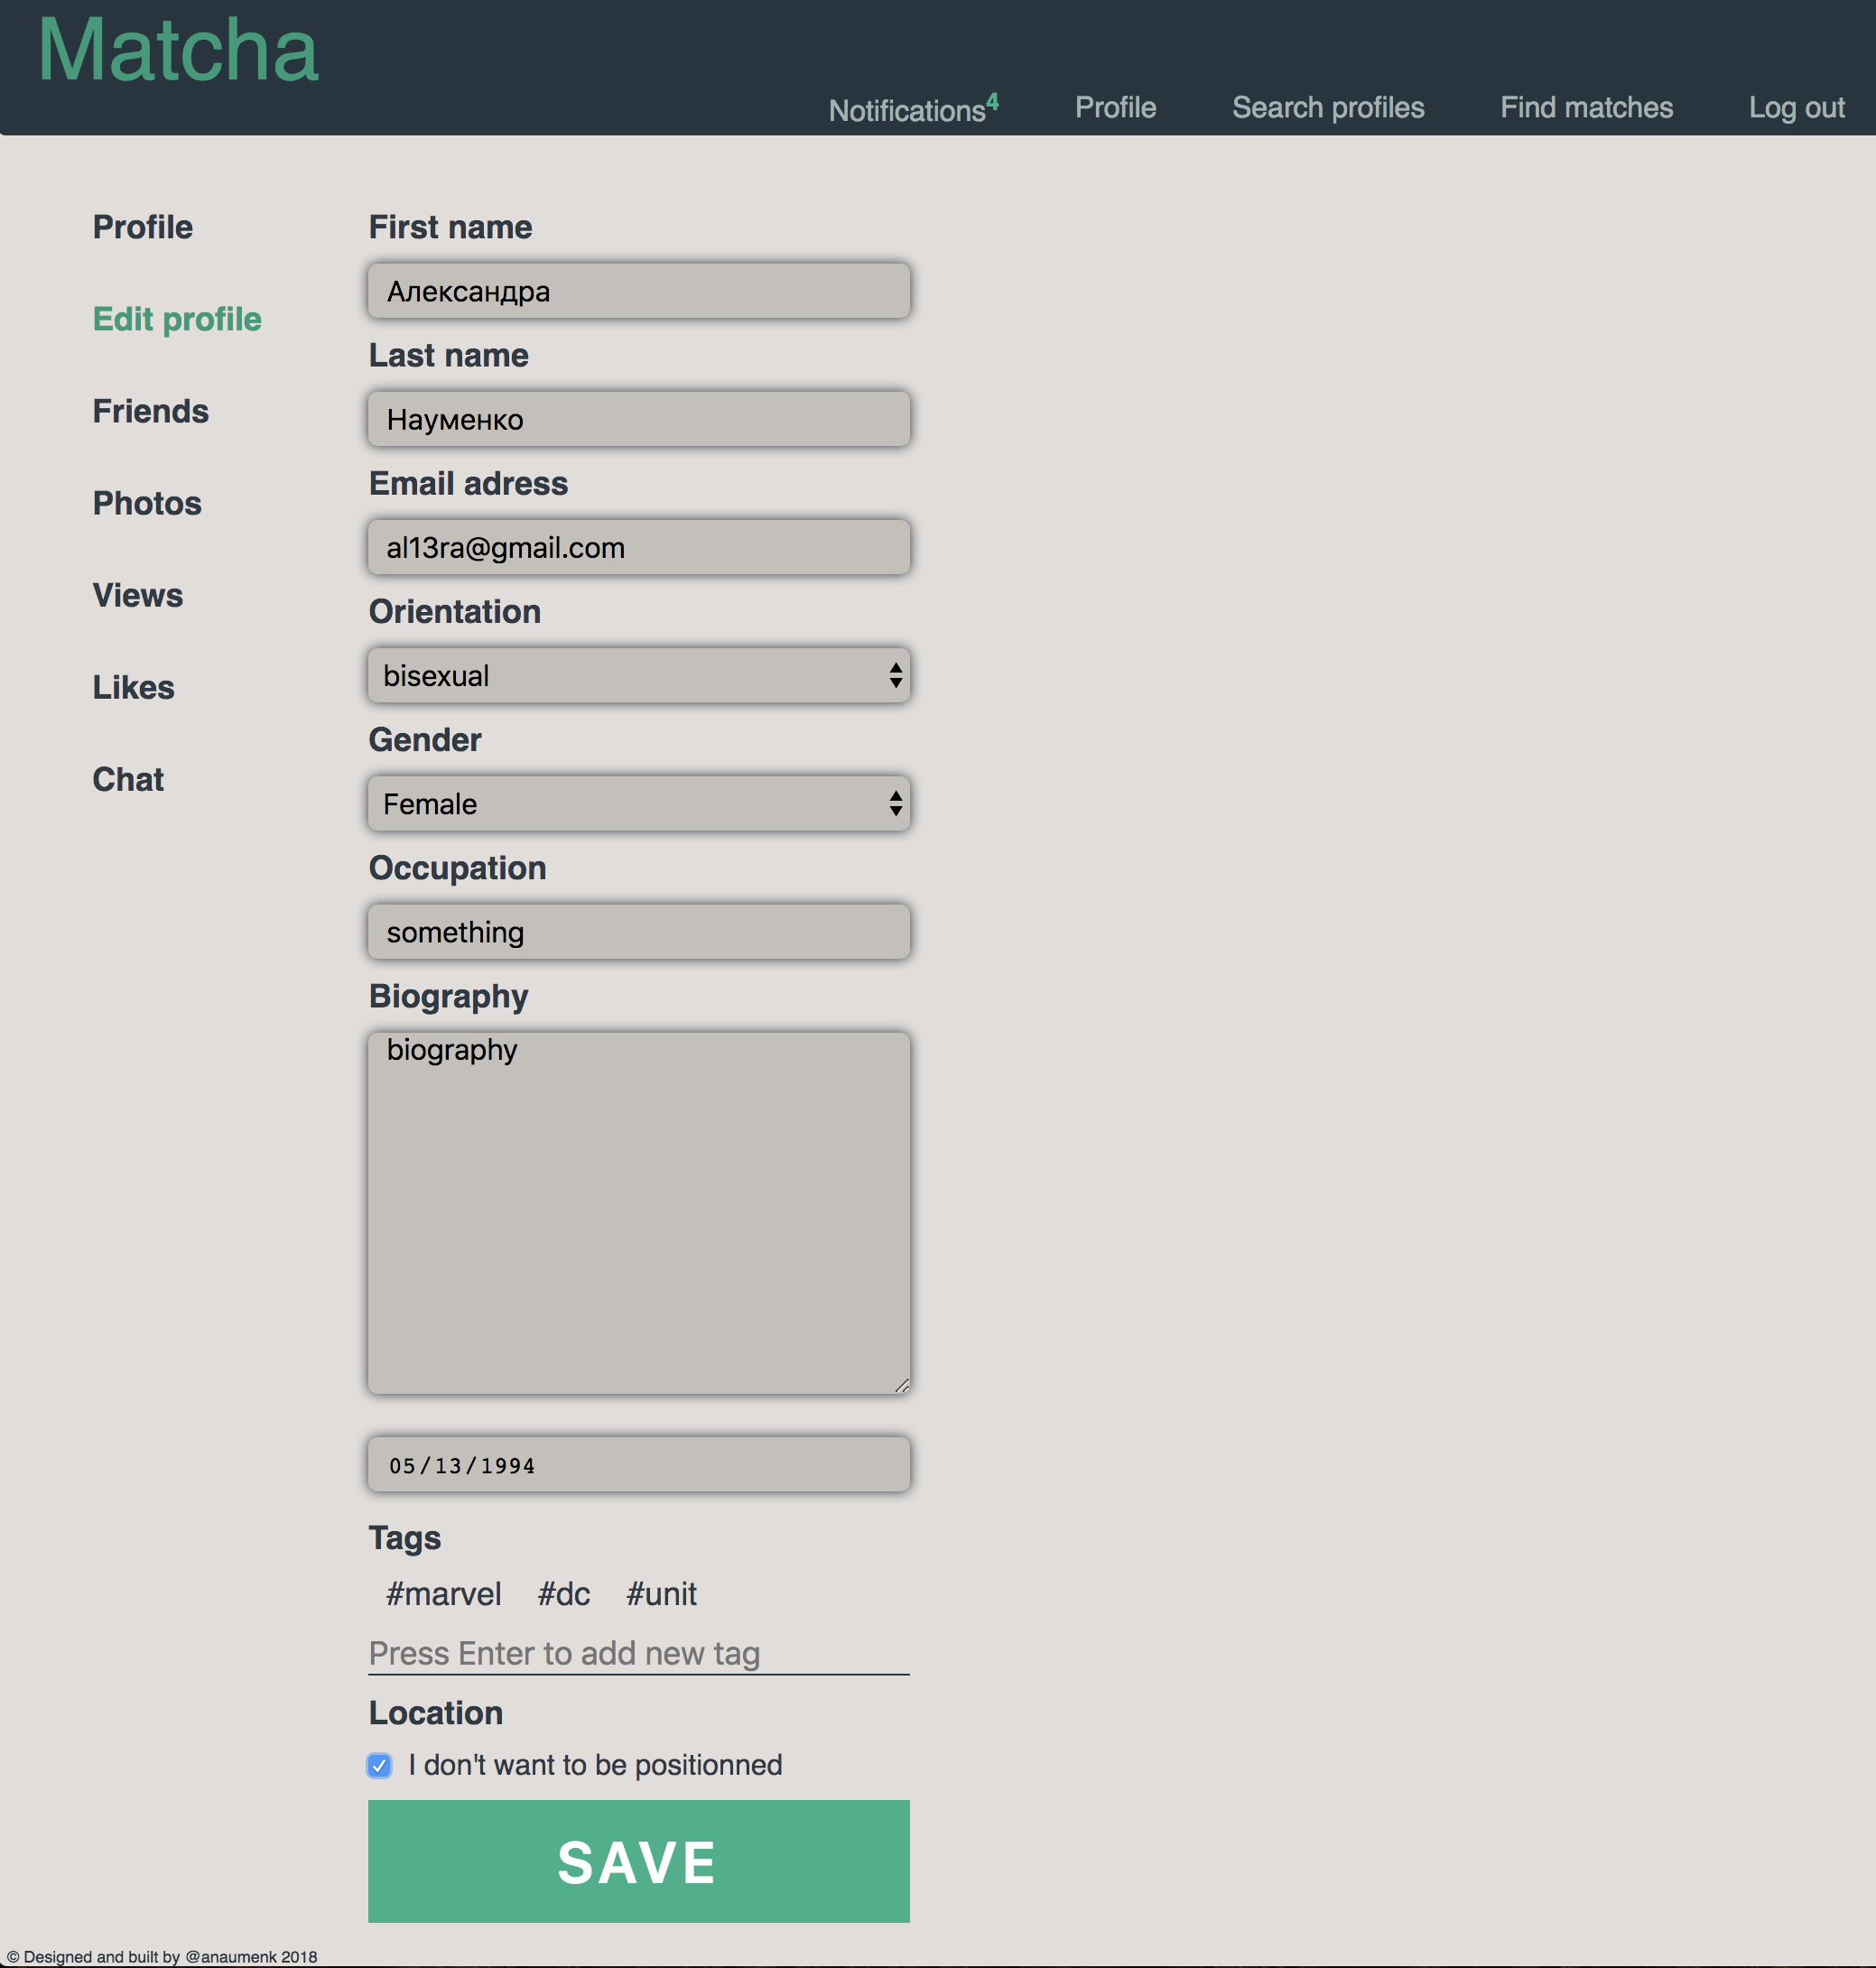 Matcha
Notifications4 Profile Search profiles Find matches Log out
Profile
Edit profile
Friends
Photos
Views
Likes
Chat
First name
Александра
Last name
Науменко
Email adress
al13ra@gmail.com
Orientation
bisexual
Gender
Female
Occupation
something
Biography
biography
05/13/1994
Tags
#marvel #dc #unit
Press Enter to add new tag
Location
I don't want to be positionned
SAVE
© Designed and built by @anaumenk 2018